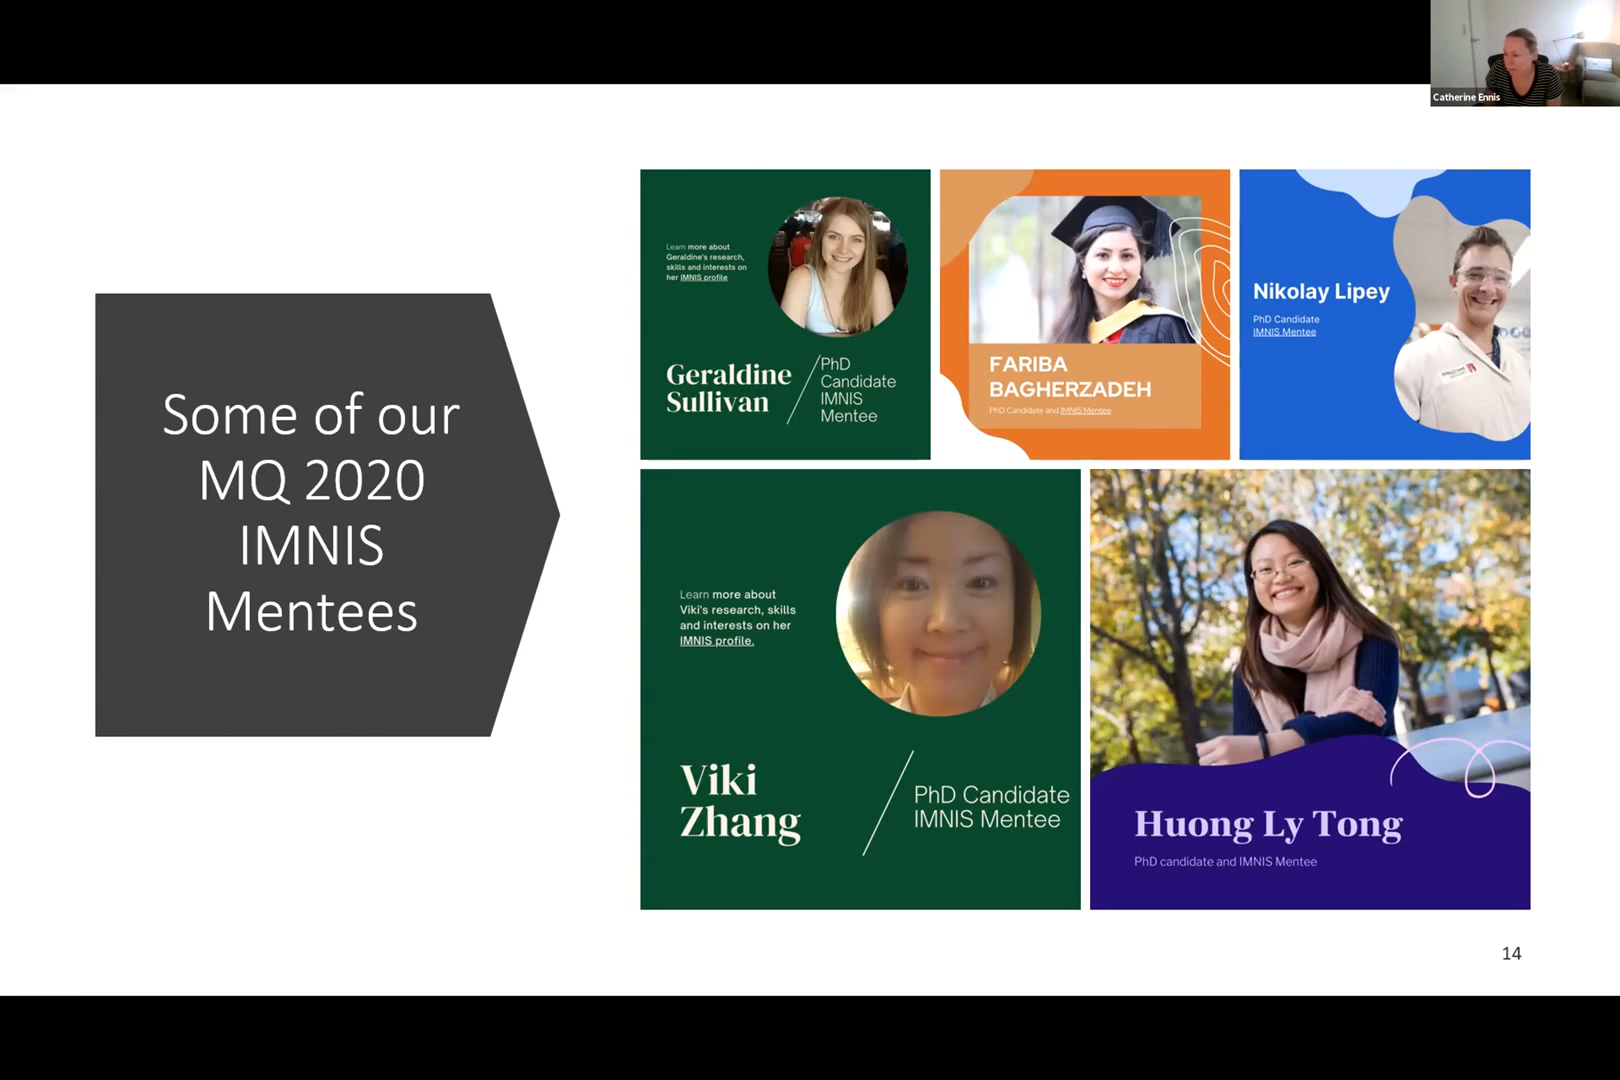 Catherine Ennis
Some of our
MQ 2020
IMNIS
Mentees
Learn more about
Geraldine's research,
skills and interests on
her IMNIS profile
Geraldine
Sullivan
PhD
Candidate
IMNIS
Mentee
FARIBA
BAGHERZADEH
PhD Candidate and IMNIS Mentee
Nikolay Lipey
PhD Candidate
IMNIS Mentee
Learn more about
Viki's research, skills
and interests on her
IMNIS profile.
Viki
Zhang
PhD Candidate
IMNIS Mentee
Huong Ly Tong
PhD candidate and IMNIS Mentee
14